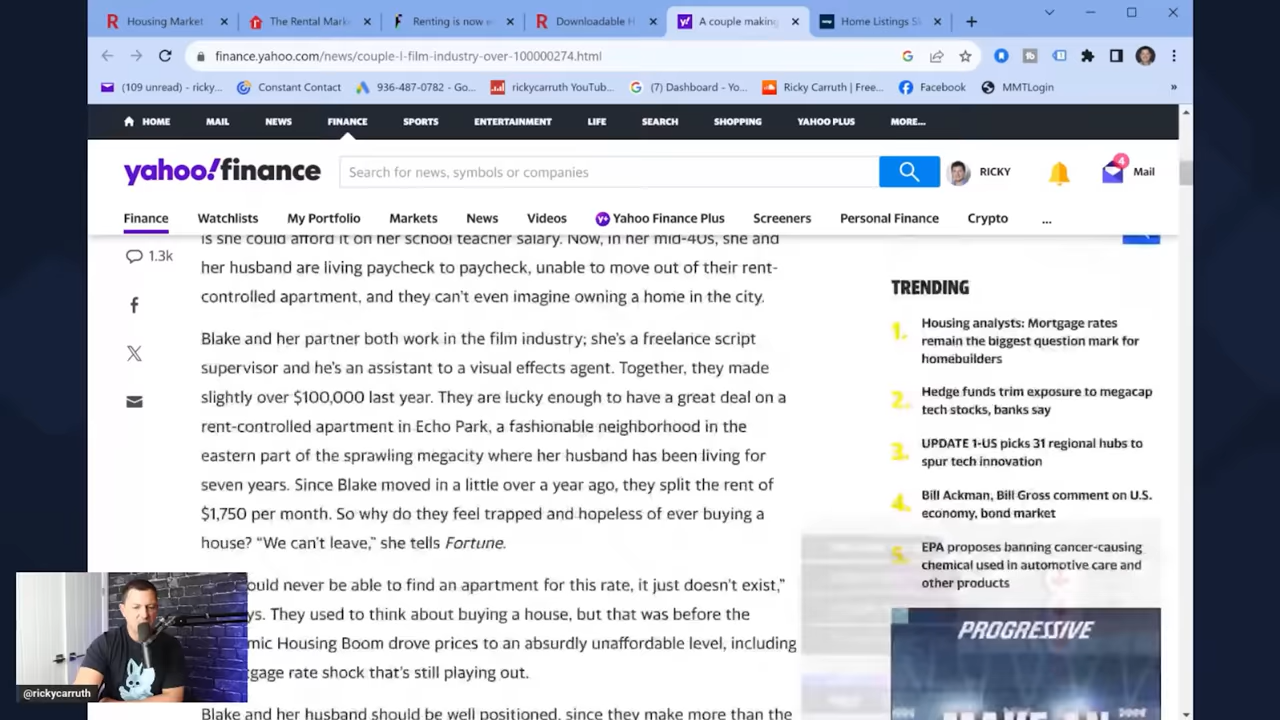 Housing Market
The Rental Mark
Renting is now e
Downloadable H
A couple making
Home Listings Sl
finance.yahoo.com/news/couple-l-film-industry-over-100000274.html
(109 unread) - ricky...
Constant Contact
936-487-0782 - Go...
rickycarruth YouTub...
(7) Dashboard - Yo...
Ricky Carruth | Free...
Facebook
MMTLogin
»
HOME
MAIL
NEWS
FINANCE
SPORTS
ENTERTAINMENT
LIFE
SEARCH
SHOPPING
YAHOO PLUS
MORE...
yahoo!finance
Search for news, symbols or companies
RICKY
4
Mail
Finance
Watchlists
My Portfolio
Markets
News
Videos
Yahoo Finance Plus
Screeners
Personal Finance
Crypto
...
1.3k
is she could afford it on her school teacher salary. Now, in her mid-40s, she and
her husband are living paycheck to paycheck, unable to move out of their rent-
controlled apartment, and they can't even imagine owning a home in the city.
Blake and her partner both work in the film industry; she's a freelance script
supervisor and he's an assistant to a visual effects agent. Together, they made
slightly over $100,000 last year. They are lucky enough to have a great deal on a
rent-controlled apartment in Echo Park, a fashionable neighborhood in the
eastern part of the sprawling megacity where her husband has been living for
seven years. Since Blake moved in a little over a year ago, they split the rent of
$1,750 per month. So why do they feel trapped and hopeless of ever buying a
house? “We can't leave,” she tells Fortune.
ould never be able to find an apartment for this rate, it just doesn't exist,”
ys. They used to think about buying a house, but that was before the
mic Housing Boom drove prices to an absurdly unaffordable level, including
gage rate shock that's still playing out.
Blake and her husband should be well positioned, since they make more than the
TRENDING
1. Housing analysts: Mortgage rates
remain the biggest question mark for
homebuilders
2. Hedge funds trim exposure to megacap
tech stocks, banks say
3. UPDATE 1-US picks 31 regional hubs to
spur tech innovation
4. Bill Ackman, Bill Gross comment on U.S.
economy, bond market
5. EPA proposes banning cancer-causing
chemical used in automotive care and
other products
PROGRESSIVE
@rickycarruth